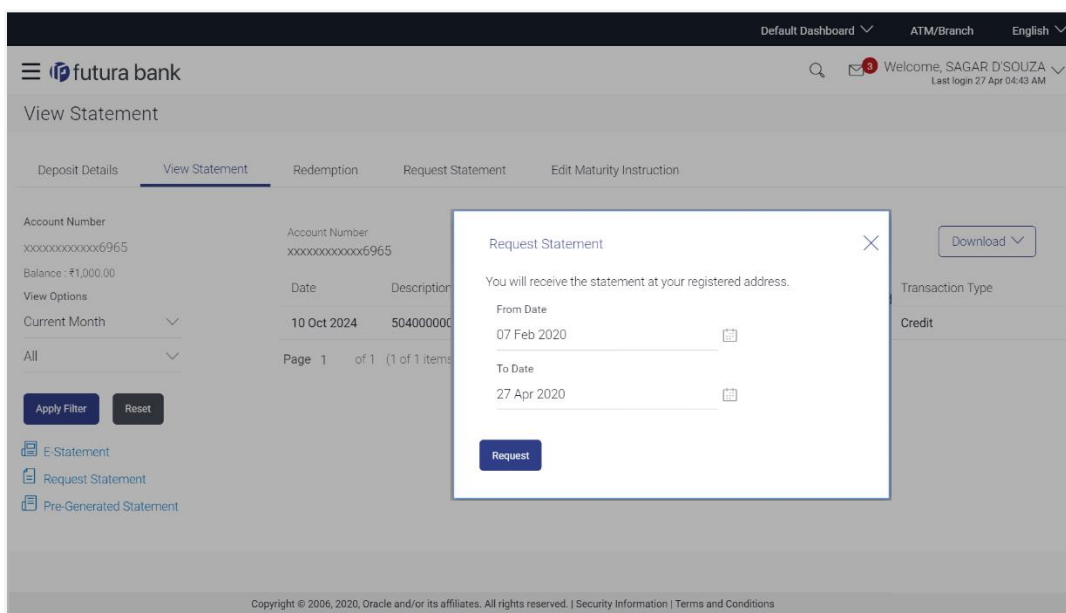 Default Dashboard ATM/Branch English
futura bank
3 Welcome, SAGAR D'SOUZA
Last login 27 Apr 04:43 AM
View Statement
Deposit Details View Statement Redemption Request Statement Edit Maturity Instruction
Account Number
xxxxxxxxxxxx6965
Balance : ₹1,000.00
View Options
Current Month
All
Apply Filter Reset
E-Statement
Request Statement
Pre-Generated Statement
Account Number
xxxxxxxxxxxx6965
Download
Date Description Transaction Type
10 Oct 2024 504000000 Credit
Page 1 of 1 (1 of 1 items
Request Statement
You will receive the statement at your registered address.
From Date
07 Feb 2020
To Date
27 Apr 2020
Request
Copyright © 2006, 2020, Oracle and/or its affiliates. All rights reserved. | Security Information | Terms and Conditions